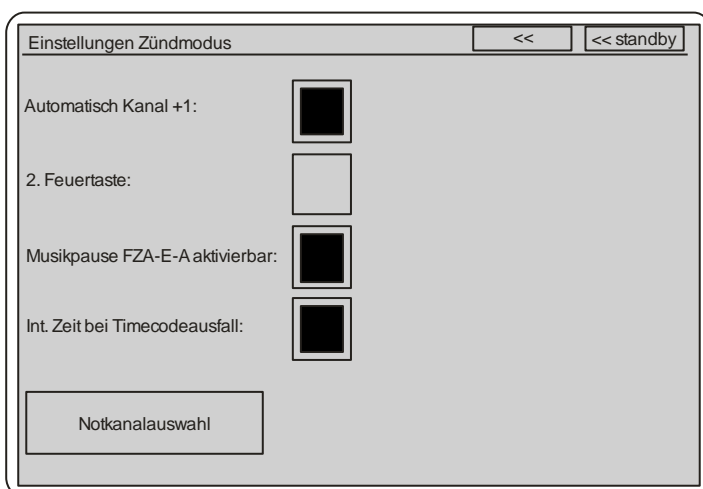 Einstellungen Zündmodus << << standby
Automatisch Kanal +1:
2. Feuertaste:
Musikpause FZA-E-A aktivierbar:
Int. Zeit bei Timecodeausfall:
Notkanalauswahl